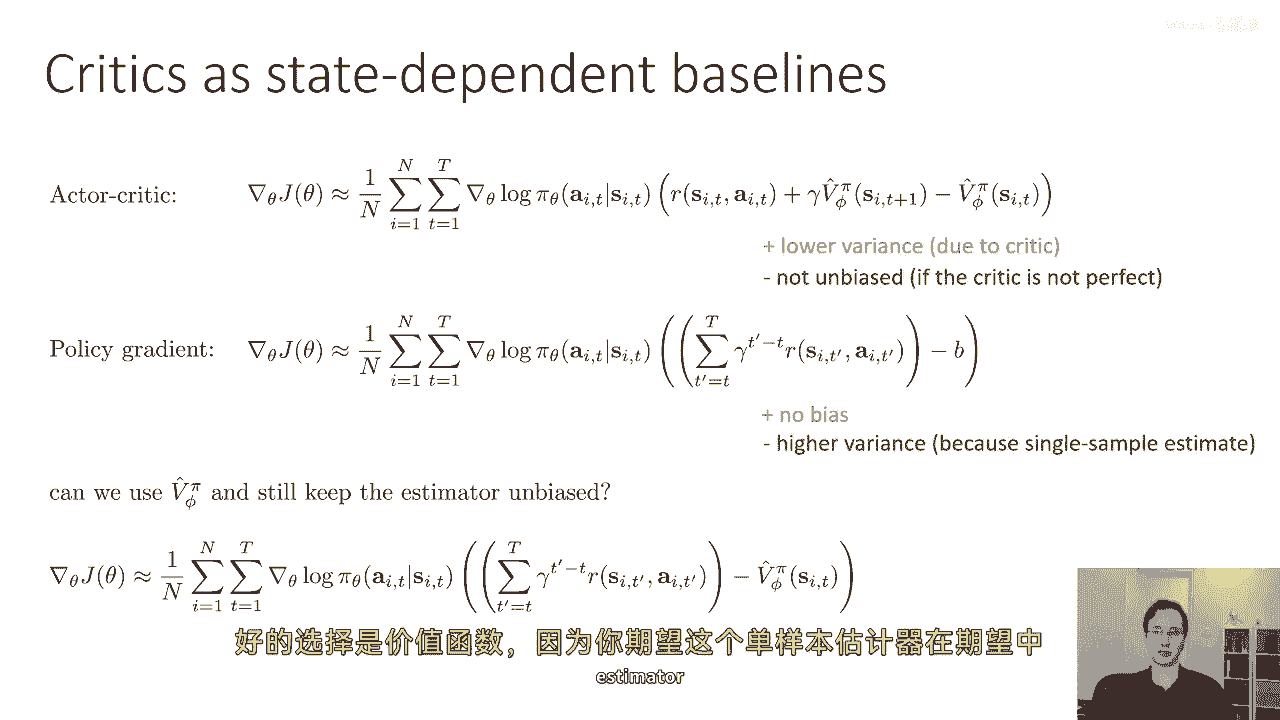 Critics as state-dependent baselines
Actor-critic: $\nabla_\theta J(\theta) \approx \frac{1}{N} \sum_{i=1}^{N} \sum_{t=1}^{T} \nabla_\theta \log \pi_\theta(\mathbf{a}_{i,t}|\mathbf{s}_{i,t}) \left( r(\mathbf{s}_{i,t}, \mathbf{a}_{i,t}) + \gamma \hat{V}_\phi^\pi(\mathbf{s}_{i,t+1}) - \hat{V}_\phi^\pi(\mathbf{s}_{i,t}) \right)$
+ lower variance (due to critic)
- not unbiased (if the critic is not perfect)
Policy gradient: $\nabla_\theta J(\theta) \approx \frac{1}{N} \sum_{i=1}^{N} \sum_{t=1}^{T} \nabla_\theta \log \pi_\theta(\mathbf{a}_{i,t}|\mathbf{s}_{i,t}) \left( \left( \sum_{t'=t}^{T} \gamma^{t'-t} r(\mathbf{s}_{i,t'}, \mathbf{a}_{i,t'}) \right) - b \right)$
+ no bias
- higher variance (because single-sample estimate)
can we use $\hat{V}_\phi^\pi$ and still keep the estimator unbiased?
$\nabla_\theta J(\theta) \approx \frac{1}{N} \sum_{i=1}^{N} \sum_{t=1}^{T} \nabla_\theta \log \pi_\theta(\mathbf{a}_{i,t}|\mathbf{s}_{i,t}) \left( \left( \sum_{t'=t}^{T} \gamma^{t'-t} r(\mathbf{s}_{i,t'}, \mathbf{a}_{i,t'}) \right) - \hat{V}_\phi^\pi(\mathbf{s}_{i,t}) \right)$
好的选择是价值函数，因为你期望这个单样本估计器在期望中
estimator